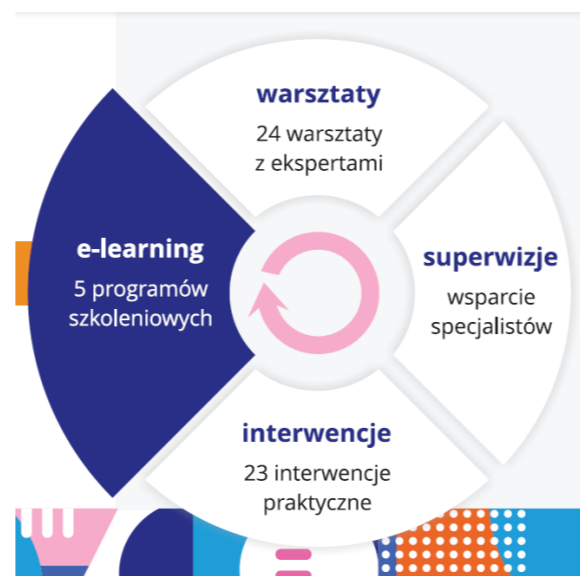 warsztaty
24 warsztaty
z ekspertami
e-learning
5 programów
szkoleniowych
superwizje
wsparcie
specjalistów
interwencje
23 interwencje
praktyczne